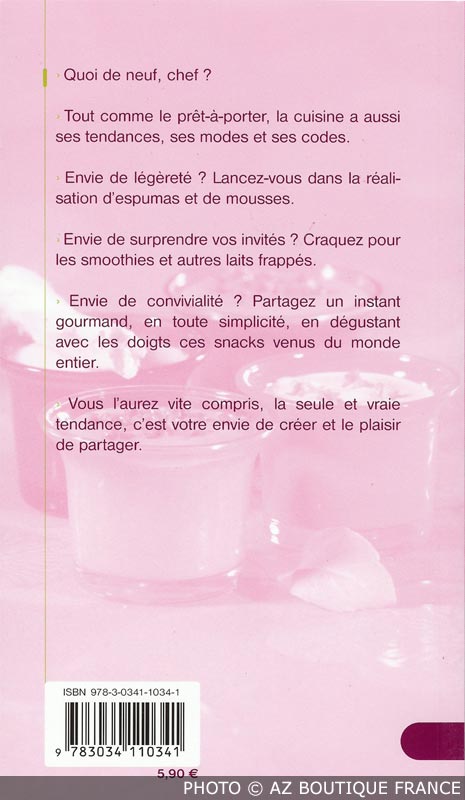 › Quoi de neuf, chef ?
› Tout comme le prêt-à-porter, la cuisine a aussi
ses tendances, ses modes et ses codes.
› Envie de légèreté ? Lancez-vous dans la réali-
sation d'espumas et de mousses.
› Envie de surprendre vos invités ? Craquez pour
les smoothies et autres laits frappés.
› Envie de convivialité ? Partagez un instant
gourmand, en toute simplicité, en dégustant
avec les doigts ces snacks venus du monde
entier.
› Vous l'aurez vite compris, la seule et vraie
tendance, c'est votre envie de créer et le plaisir
de partager.
ISBN 978-3-0341-1034-1
9 783034 110341
5,90 €
PHOTO © AZ BOUTIQUE FRANCE